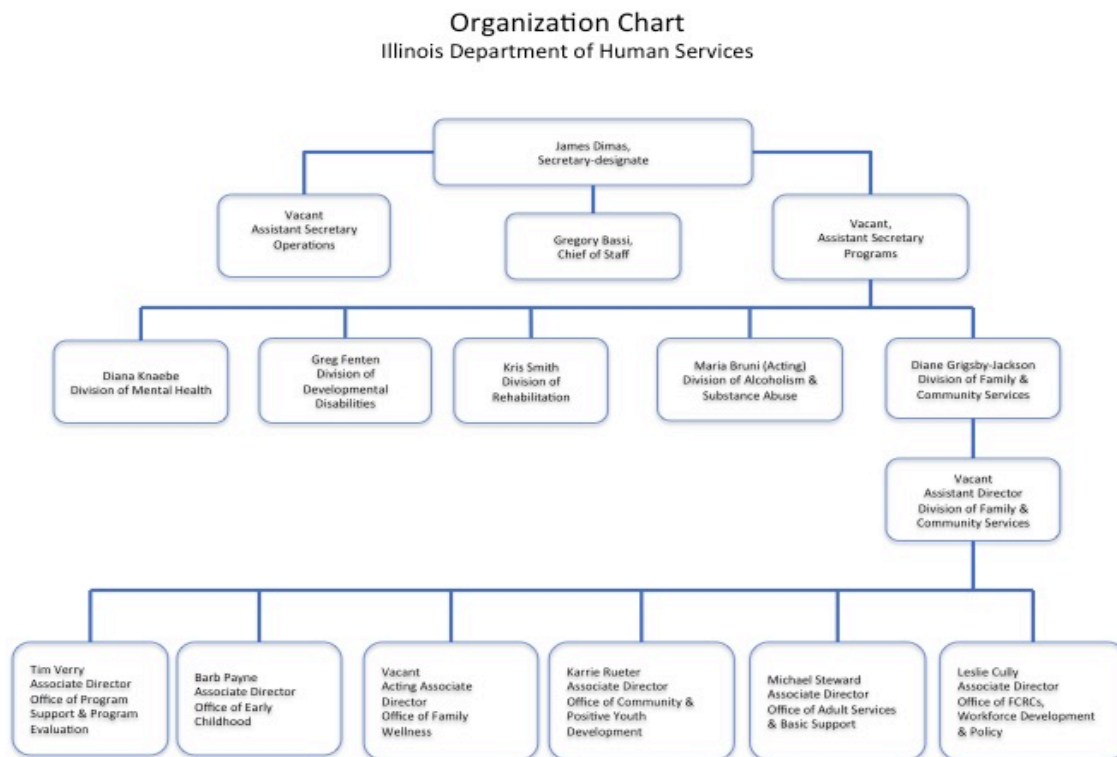 Organization Chart
Illinois Department of Human Services
James Dimas,
Secretary-designate
Vacant
Assistant Secretary
Operations
Gregory Bassi,
Chief of Staff
Vacant,
Assistant Secretary
Programs
Diana Knaebe
Division of Mental Health
Greg Fenten
Division of
Developmental
Disabilities
Kris Smith
Division of
Rehabilitation
Maria Bruni (Acting)
Division of Alcoholism &
Substance Abuse
Diane Grigsby-Jackson
Division of Family &
Community Services
Vacant
Assistant Director
Division of Family &
Community Services
Tim Verry
Associate Director
Office of Program
Support & Program
Evaluation
Barb Payne
Associate Director
Office of Early
Childhood
Vacant
Acting Associate
Director
Office of Family
Wellness
Karrie Rueter
Associate Director
Office of Community &
Positive Youth
Development
Michael Steward
Associate Director
Office of Adult Services
& Basic Support
Leslie Cully
Associate Director
Office of FCRCs,
Workforce Development
& Policy